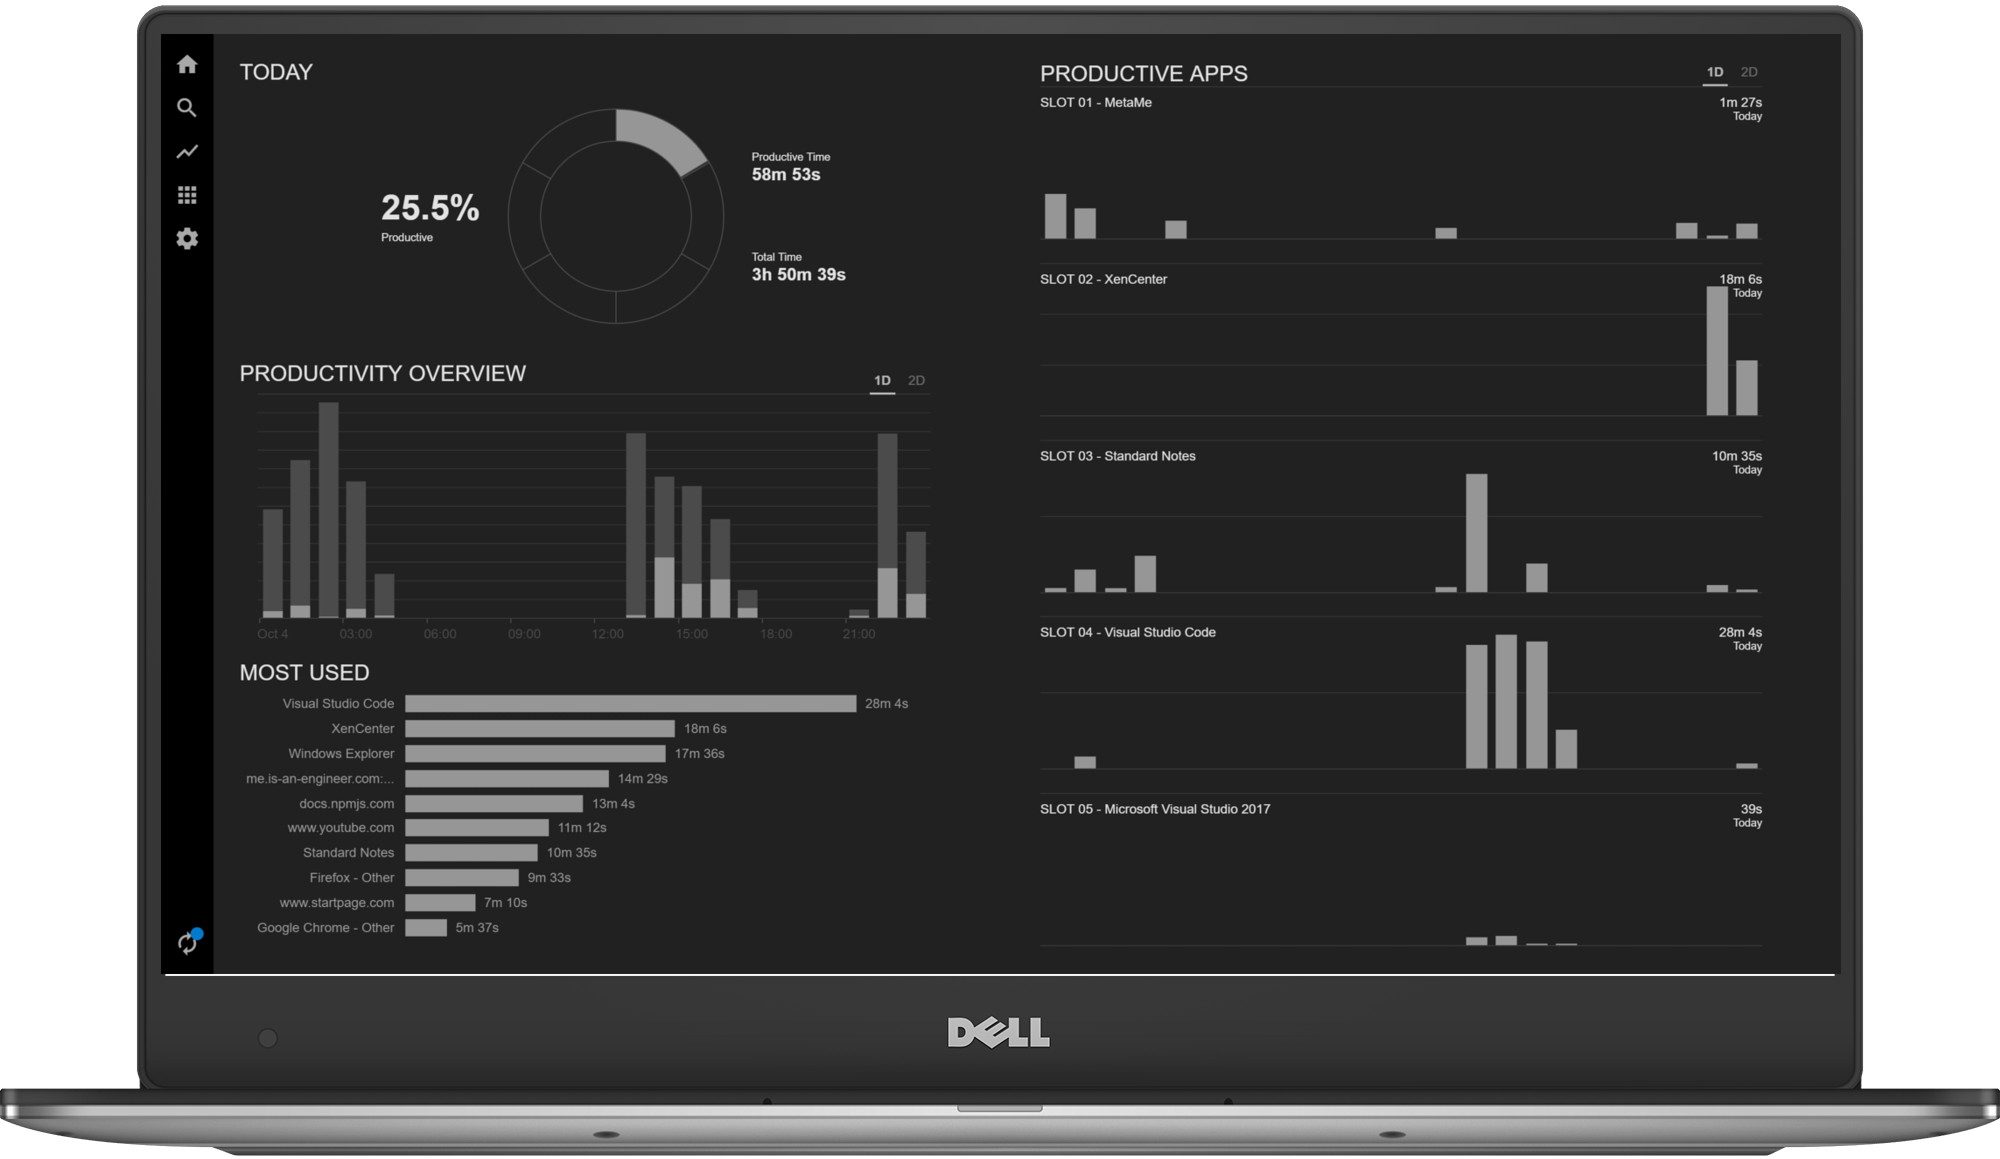 TODAY
25.5%
Productive
Productive Time
58m 53s
Total Time
3h 50m 39s
PRODUCTIVITY OVERVIEW
1D 2D
Oct 4 03:00 06:00 09:00 12:00 15:00 18:00 21:00
MOST USED
Visual Studio Code 28m 4s
XenCenter 18m 6s
Windows Explorer 17m 36s
me.is-an-engineer.com:... 14m 29s
docs.npmjs.com 13m 4s
www.youtube.com 11m 12s
Standard Notes 10m 35s
Firefox - Other 9m 33s
www.startpage.com 7m 10s
Google Chrome - Other 5m 37s
PRODUCTIVE APPS
1D 2D
SLOT 01 - MetaMe 1m 27s
Today
SLOT 02 - XenCenter 18m 6s
Today
SLOT 03 - Standard Notes 10m 35s
Today
SLOT 04 - Visual Studio Code 28m 4s
Today
SLOT 05 - Microsoft Visual Studio 2017 39s
Today
DELL